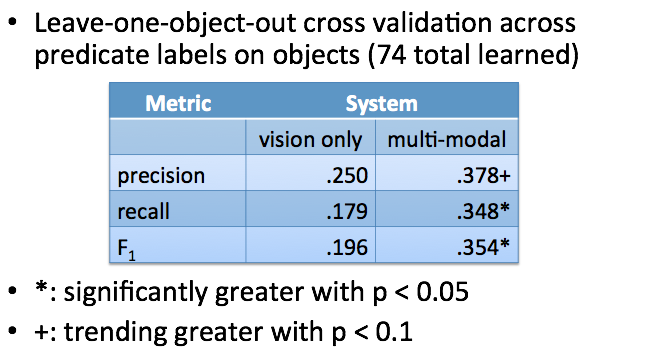 • Leave-one-object-out cross validation across
predicate labels on objects (74 total learned)
Metric System
vision only multi-modal
precision .250 .378+
recall .179 .348*
F1 .196 .354*
• *: significantly greater with p < 0.05
• +: trending greater with p < 0.1